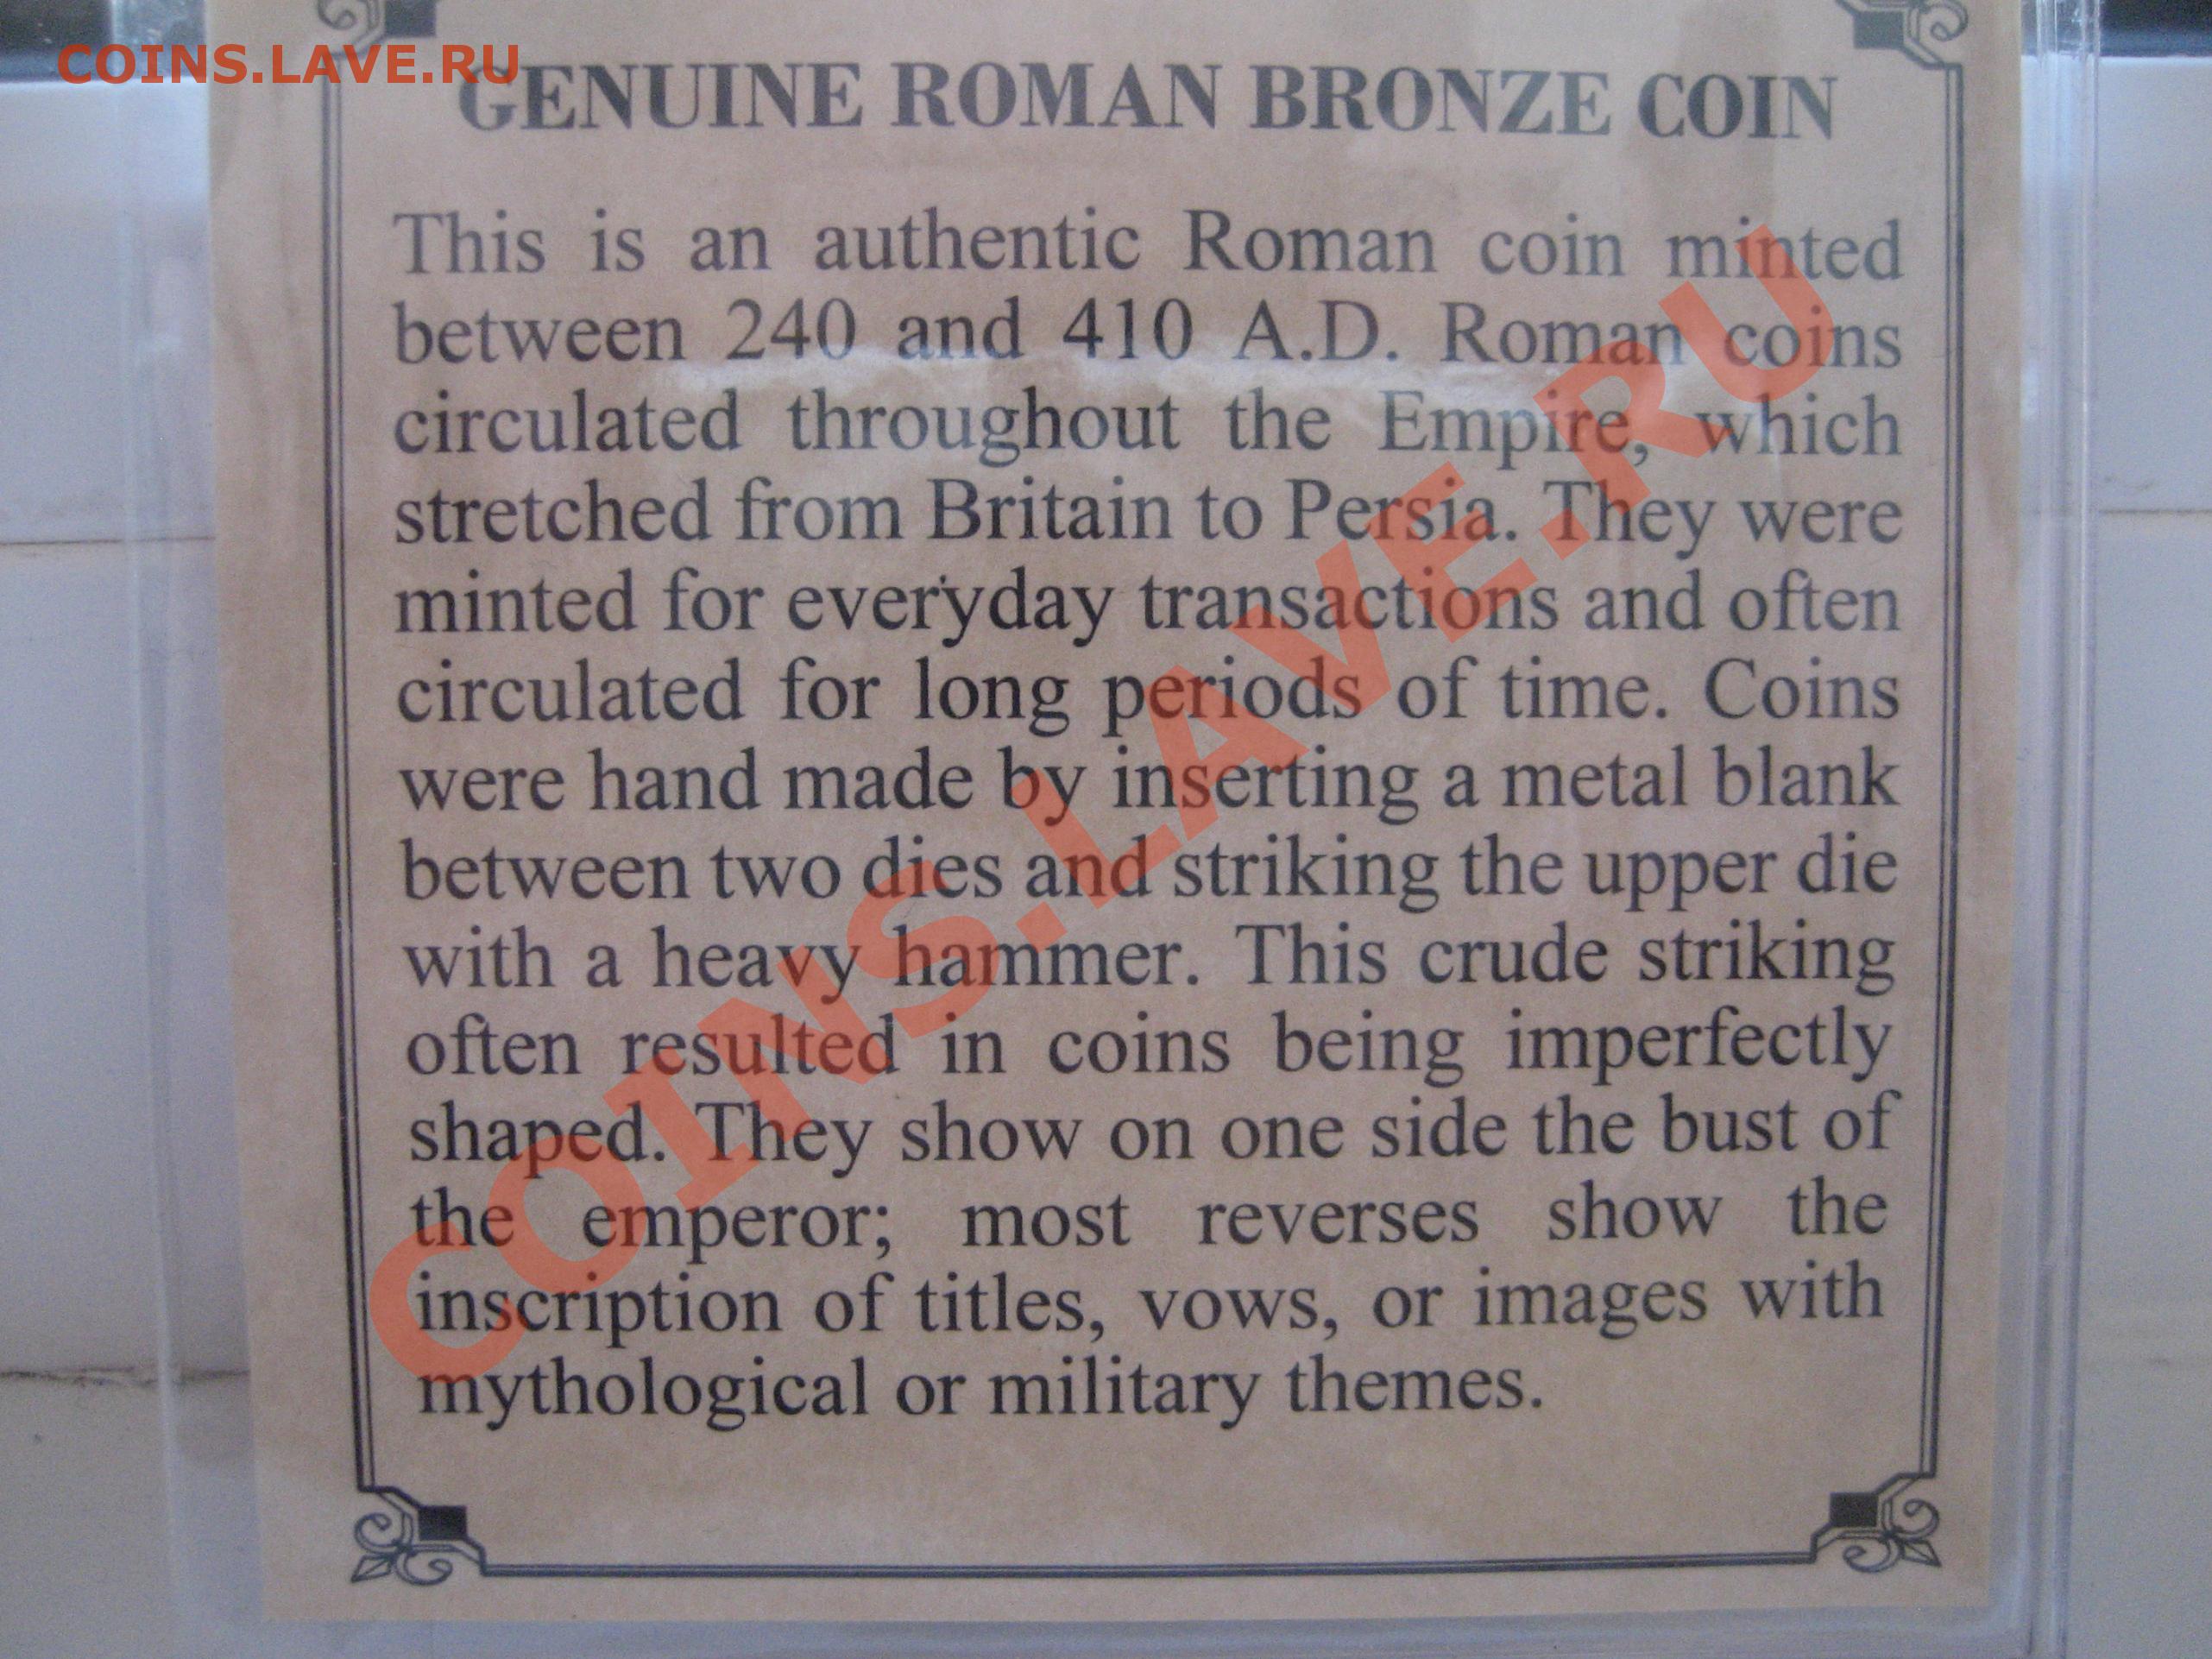 COINS.LAVE.RU
GENUINE ROMAN BRONZE COIN
This is an authentic Roman coin minted
between 240 and 410 A.D. Roman coins
circulated throughout the Empire, which
stretched from Britain to Persia. They were
minted for everyday transactions and often
circulated for long periods of time. Coins
were hand made by inserting a metal blank
between two dies and striking the upper die
with a heavy hammer. This crude striking
often resulted in coins being imperfectly
shaped. They show on one side the bust of
the emperor; most reverses show the
inscription of titles, vows, or images with
mythological or military themes.
COINS.LAVE.RU